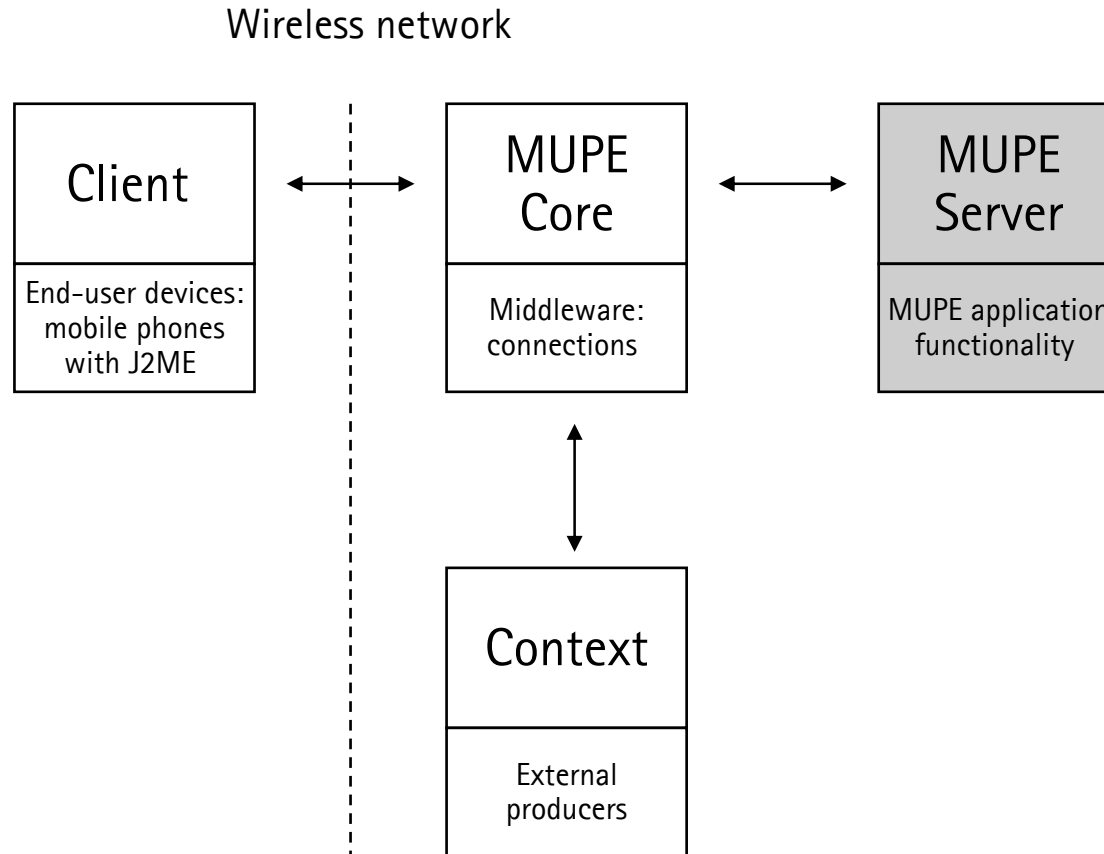 Wireless network
Client
End-user devices:
mobile phones
with J2ME
MUPE
Core
Middleware:
connections
MUPE
Server
MUPE application
functionality
Context
External
producers